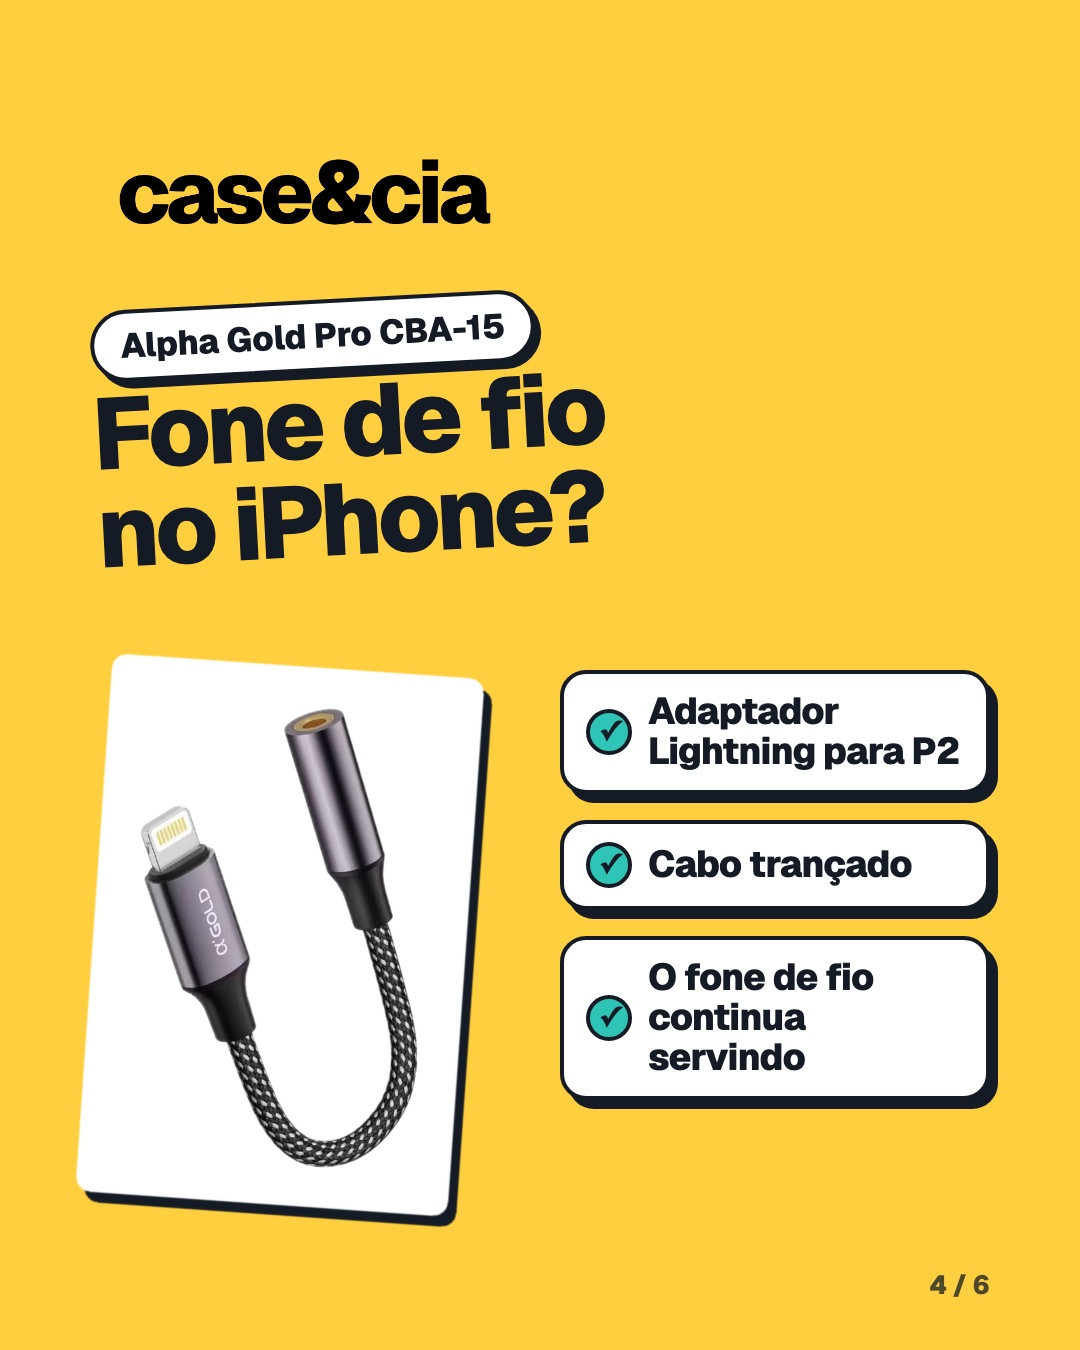 case&cia
Alpha Gold Pro CBA-15
Fone de fio
no iPhone?
α'GOLD
Adaptador
Lightning para P2
Cabo trançado
O fone de fio
continua
servindo
4 / 6